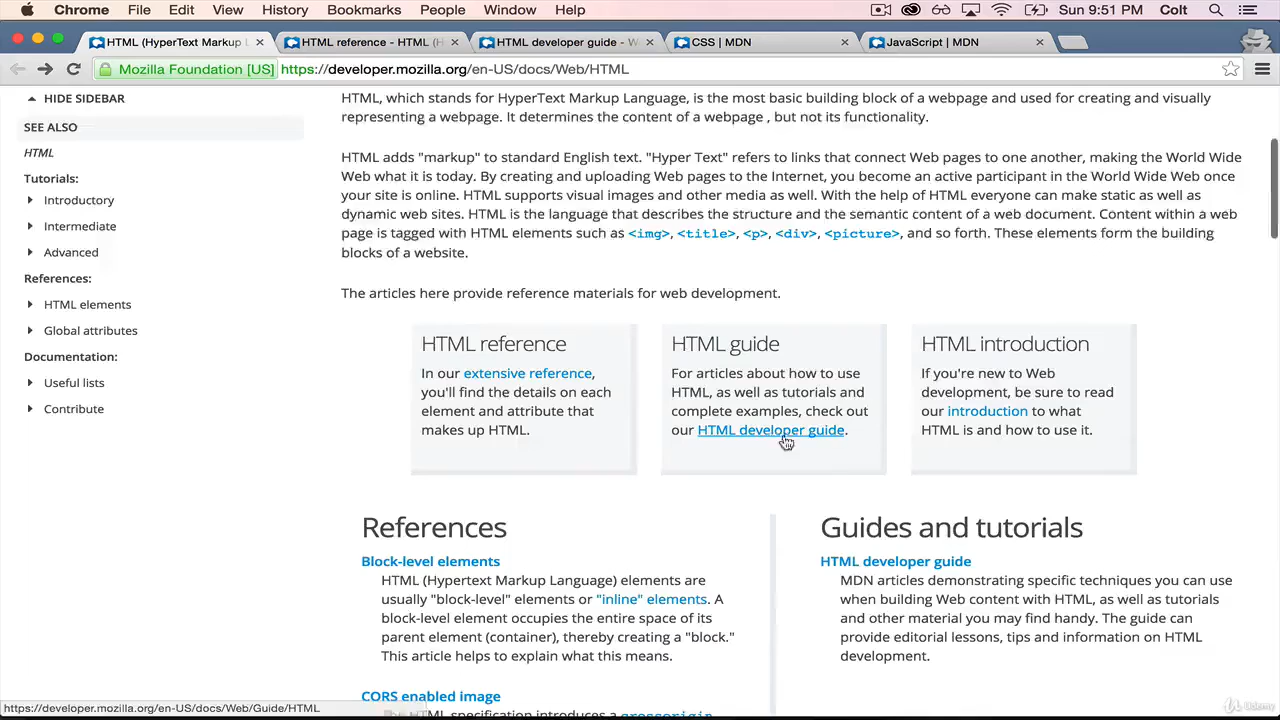 Chrome File Edit View History Bookmarks People Window Help Sun 9:51 PM Colt
HTML (HyperText Markup L HTML reference - HTML (H HTML developer guide - W CSS | MDN JavaScript | MDN
Mozilla Foundation [US] https://developer.mozilla.org/en-US/docs/Web/HTML
HIDE SIDEBAR
SEE ALSO
HTML
Tutorials:
Introductory
Intermediate
Advanced
References:
HTML elements
Global attributes
Documentation:
Useful lists
Contribute
HTML, which stands for HyperText Markup Language, is the most basic building block of a webpage and used for creating and visually
representing a webpage. It determines the content of a webpage , but not its functionality.
HTML adds "markup" to standard English text. "Hyper Text" refers to links that connect Web pages to one another, making the World Wide
Web what it is today. By creating and uploading Web pages to the Internet, you become an active participant in the World Wide Web once
your site is online. HTML supports visual images and other media as well. With the help of HTML everyone can make static as well as
dynamic web sites. HTML is the language that describes the structure and the semantic content of a web document. Content within a web
page is tagged with HTML elements such as <img>, <title>, <p>, <div>, <picture>, and so forth. These elements form the building
blocks of a website.
The articles here provide reference materials for web development.
HTML reference
In our extensive reference,
you'll find the details on each
element and attribute that
makes up HTML.
HTML guide
For articles about how to use
HTML, as well as tutorials and
complete examples, check out
our HTML developer guide.
HTML introduction
If you're new to Web
development, be sure to read
our introduction to what
HTML is and how to use it.
References
Block-level elements
HTML (Hypertext Markup Language) elements are
usually "block-level" elements or "inline" elements. A
block-level element occupies the entire space of its
parent element (container), thereby creating a "block."
This article helps to explain what this means.
CORS enabled image
HTML specification introduces a crossorigin
Guides and tutorials
HTML developer guide
MDN articles demonstrating specific techniques you can use
when building Web content with HTML, as well as tutorials
and other material you may find handy. The guide can
provide editorial lessons, tips and information on HTML
development.
https://developer.mozilla.org/en-US/docs/Web/Guide/HTML
Udemy